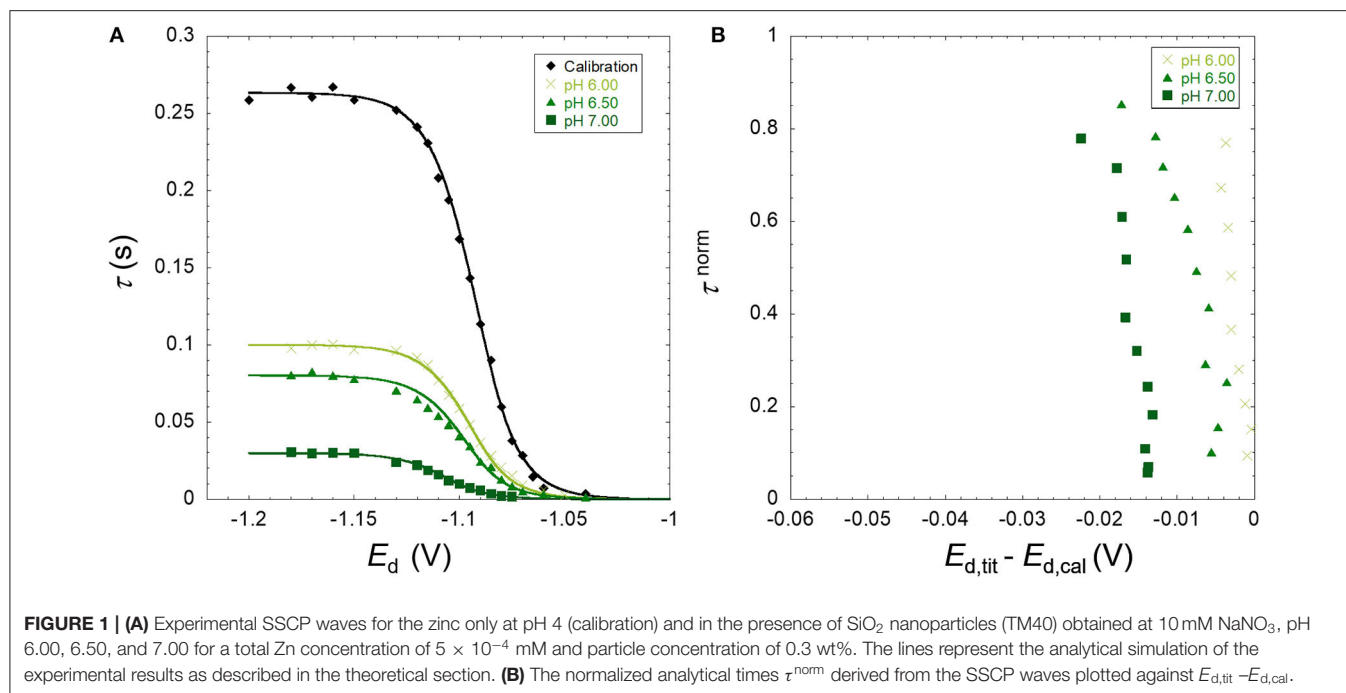 A
0.3
0.25
0.2
0.15
0.1
0.05
0
τ (s)
Calibration
pH 6.00
pH 6.50
pH 7.00
-1.2 -1.15 -1.1 -1.05 -1
E_d (V)
B
1
0.8
0.6
0.4
0.2
0
τ^norm
pH 6.00
pH 6.50
pH 7.00
-0.06 -0.05 -0.04 -0.03 -0.02 -0.01 0
E_d,tit - E_d,cal (V)
FIGURE 1 | (A) Experimental SSCP waves for the zinc only at pH 4 (calibration) and in the presence of SiO₂ nanoparticles (TM40) obtained at 10 mM NaNO₃, pH
6.00, 6.50, and 7.00 for a total Zn concentration of 5 × 10⁻⁴ mM and particle concentration of 0.3 wt%. The lines represent the analytical simulation of the
experimental results as described in the theoretical section. (B) The normalized analytical times τ^norm derived from the SSCP waves plotted against E_d,tit –E_d,cal.